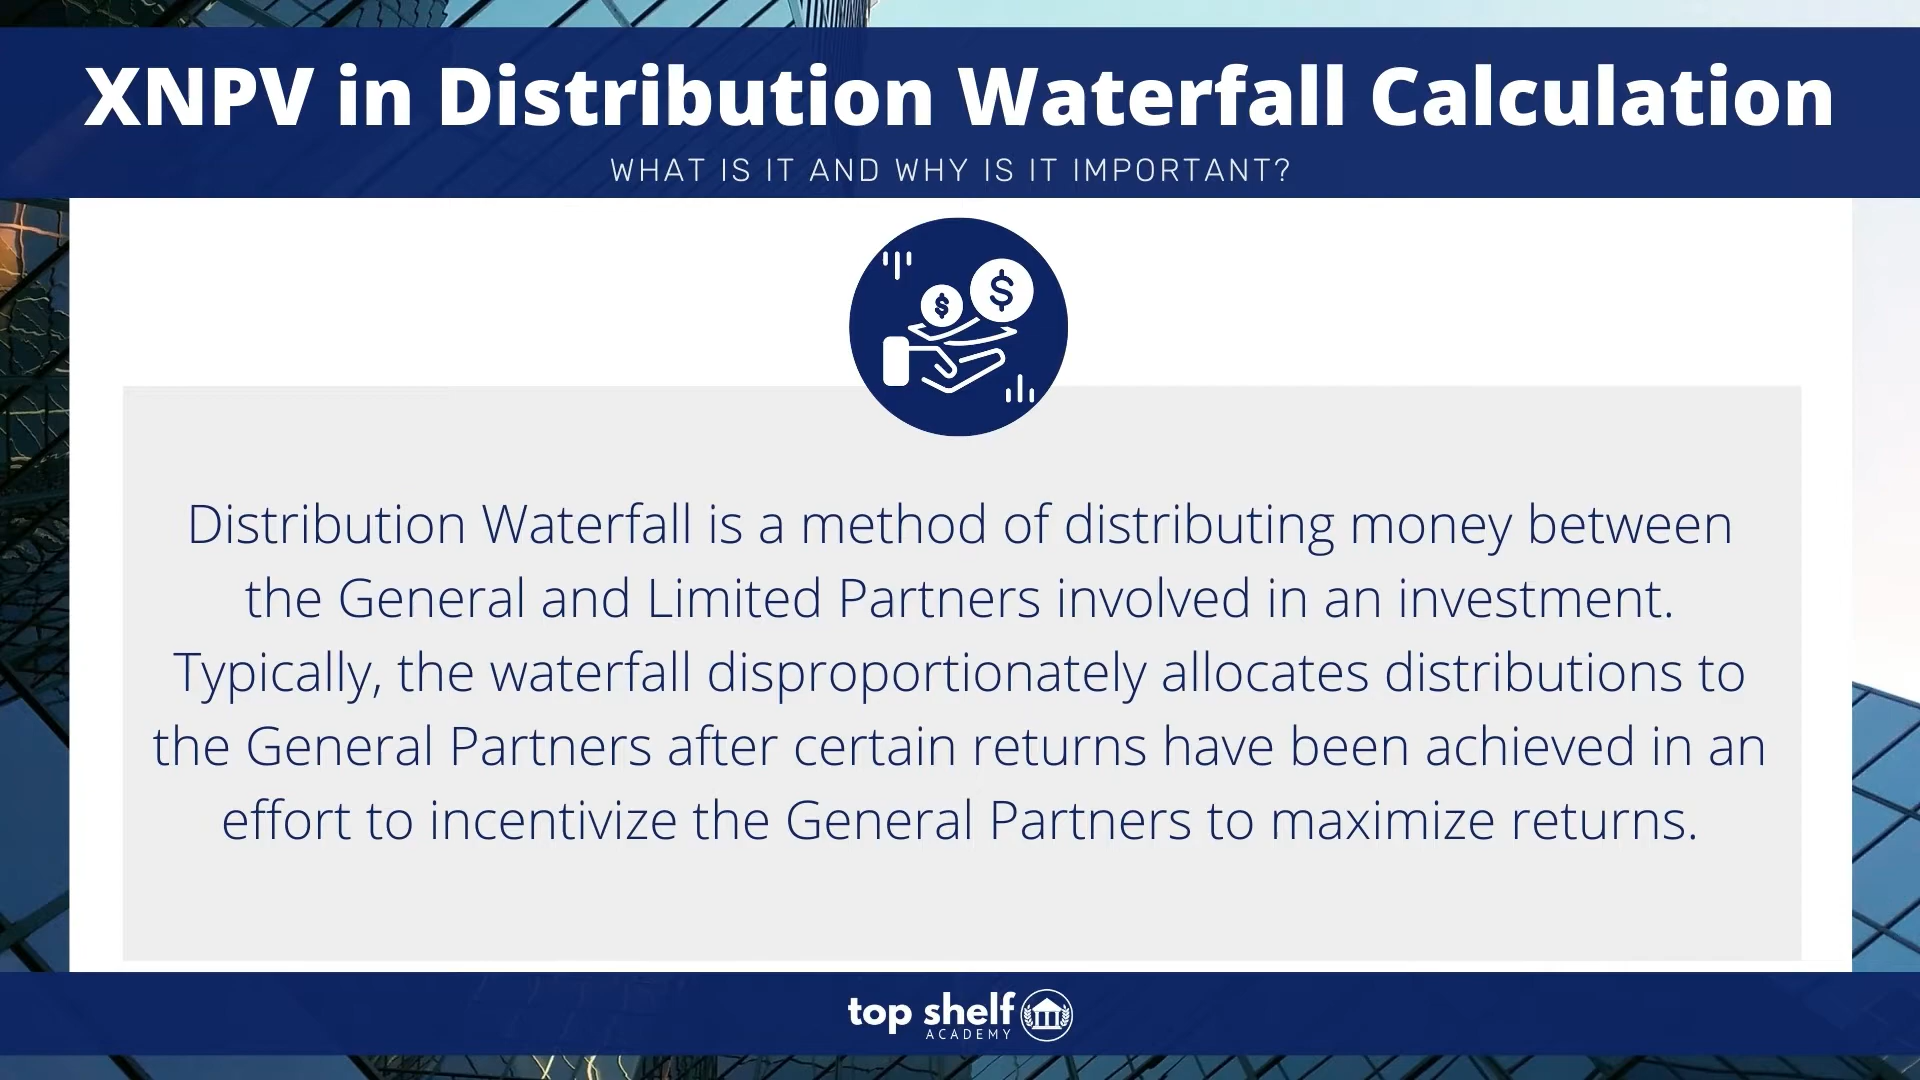 XNPV in Distribution Waterfall Calculation
WHAT IS IT AND WHY IS IT IMPORTANT?
$ $
Distribution Waterfall is a method of distributing money between
the General and Limited Partners involved in an investment.
Typically, the waterfall disproportionately allocates distributions to
the General Partners after certain returns have been achieved in an
effort to incentivize the General Partners to maximize returns.
top shelf
ACADEMY